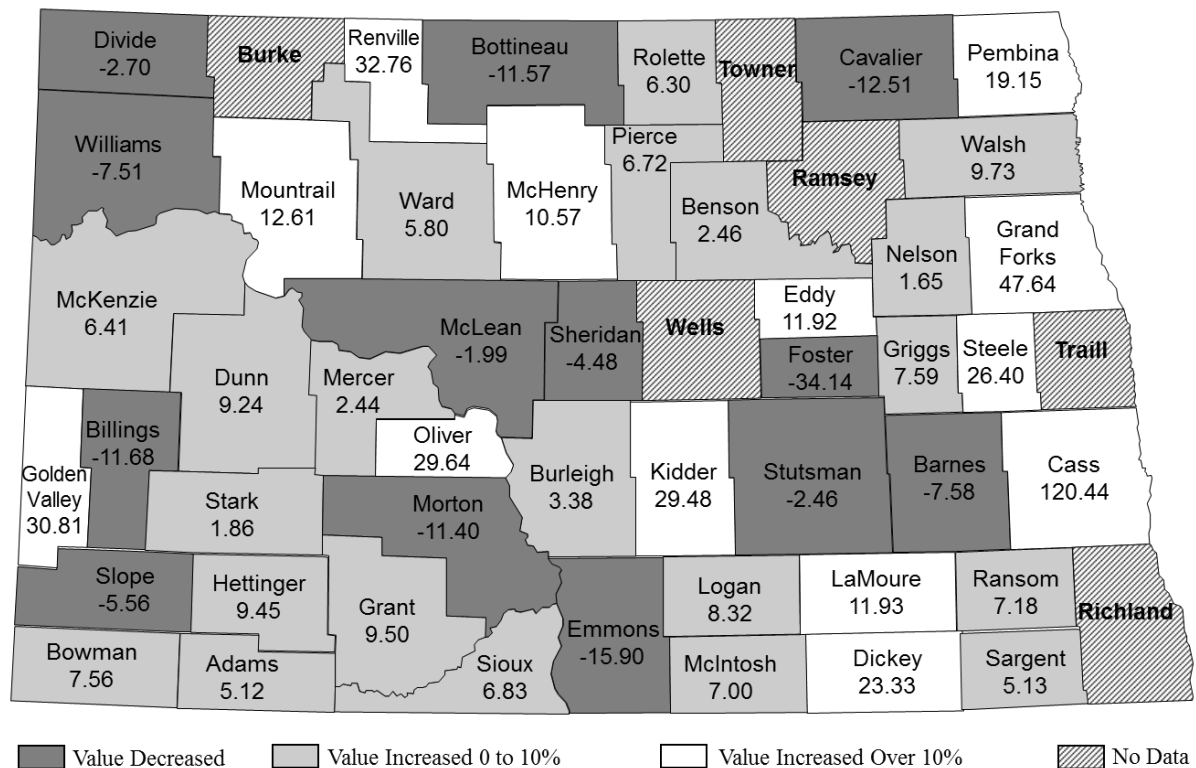 Divide
-2.70
Burke
Renville
32.76
Bottineau
-11.57
Rolette
6.30
Towner
Cavalier
-12.51
Pembina
19.15
Williams
-7.51
Mountrail
12.61
Ward
5.80
McHenry
10.57
Pierce
6.72
Benson
2.46
Ramsey
Walsh
9.73
Nelson
1.65
Grand
Forks
47.64
McKenzie
6.41
Dunn
9.24
Mercer
2.44
McLean
-1.99
Sheridan
-4.48
Wells
Eddy
11.92
Foster
-34.14
Griggs
7.59
Steele
26.40
Traill
Golden
Valley
30.81
Billings
-11.68
Stark
1.86
Oliver
29.64
Morton
-11.40
Burleigh
3.38
Kidder
29.48
Stutsman
-2.46
Barnes
-7.58
Cass
120.44
Slope
-5.56
Hettinger
9.45
Grant
9.50
Emmons
-15.90
Logan
8.32
LaMoure
11.93
Ransom
7.18
Richland
Bowman
7.56
Adams
5.12
Sioux
6.83
McIntosh
7.00
Dickey
23.33
Sargent
5.13
Value Decreased
Value Increased 0 to 10%
Value Increased Over 10%
No Data